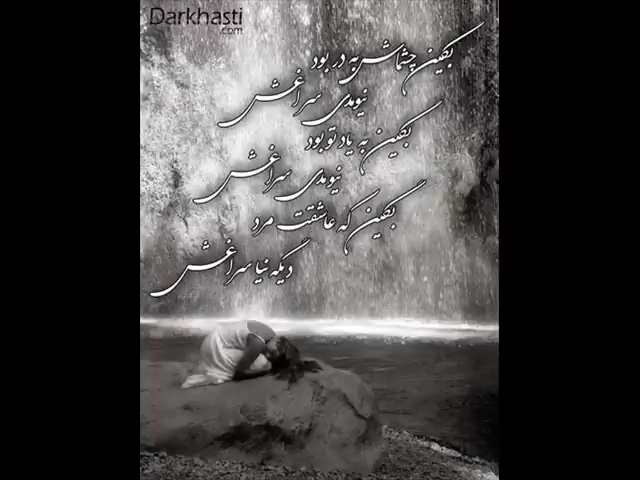 Darkhasti
.com
بگین چشماش به در بود
نیومدی سراغش
بگین به یاد تو بود
نیومدی سراغش
بگین که عاشقت مرد
دیگه نیا سراغش